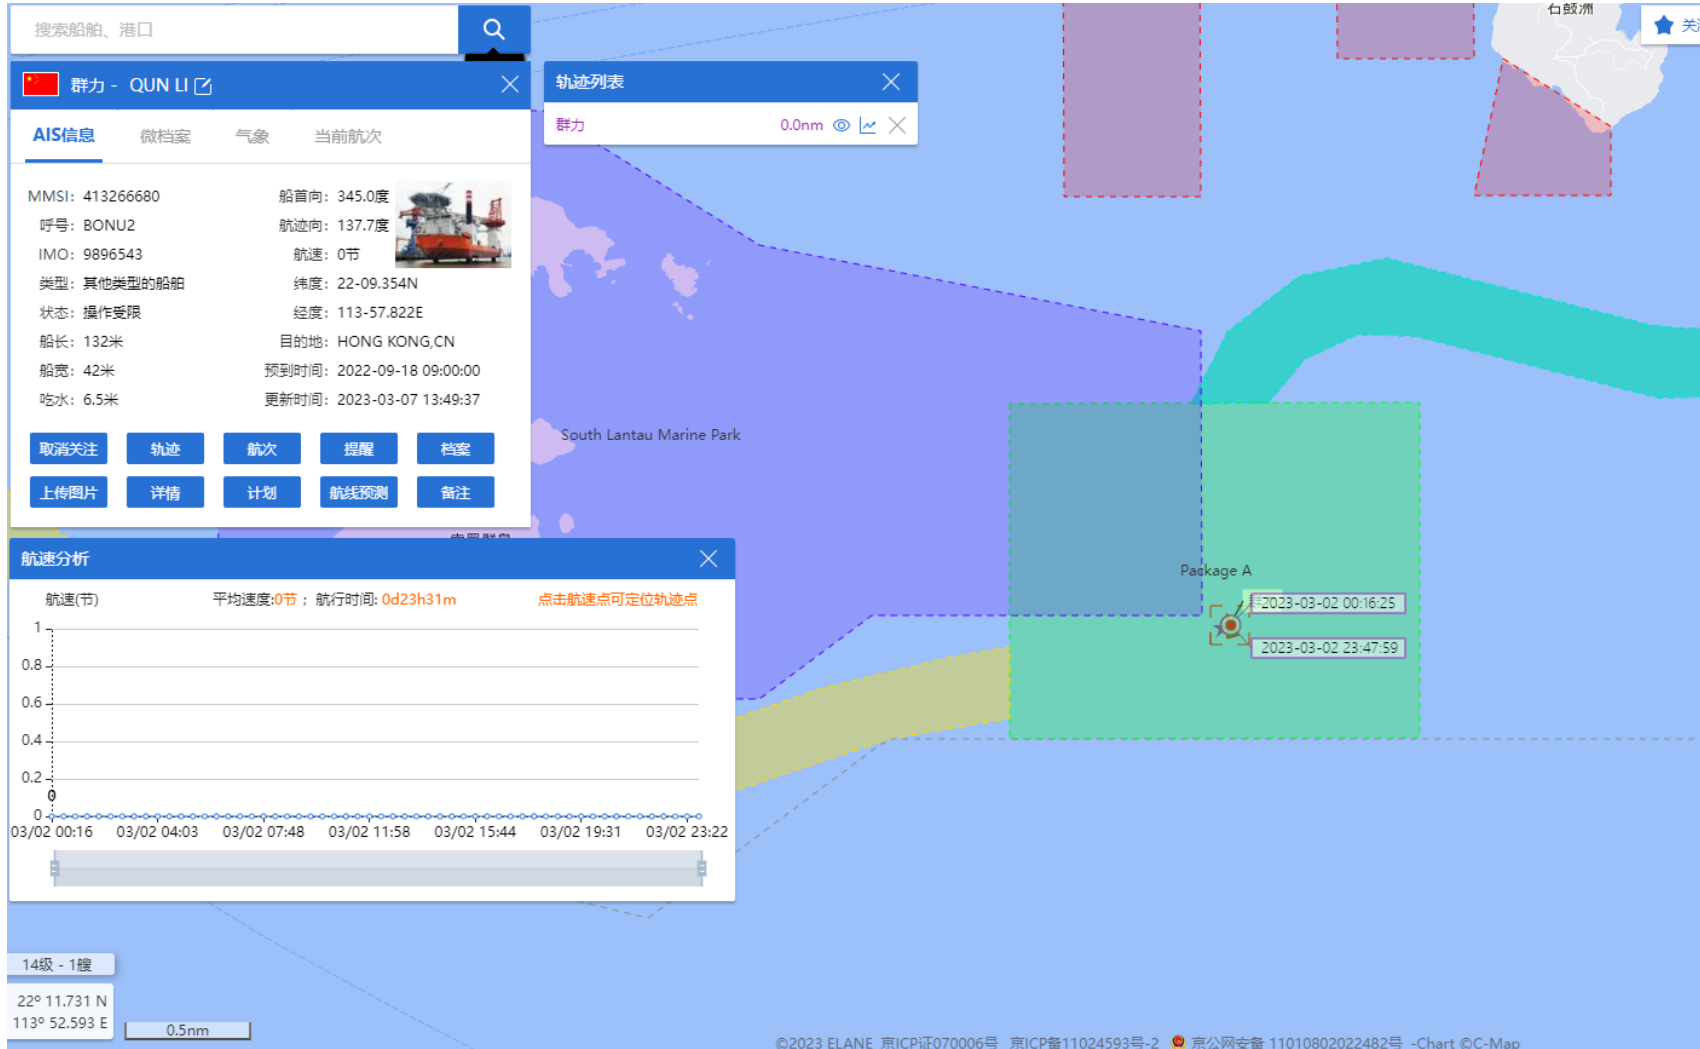 搜索船舶、港口
石鼓洲
群力 - QUN LI
轨迹列表
群力 0.0nm
AIS信息 微档案 气象 当前航次
MMSI: 413266680 船首向: 345.0度
呼号: BONU2 航迹向: 137.7度
IMO: 9896543 航速: 0节
类型: 其他类型的船舶 纬度: 22-09.354N
状态: 操作受限 经度: 113-57.822E
船长: 132米 目的地: HONG KONG,CN
船宽: 42米 预到时间: 2022-09-18 09:00:00
吃水: 6.5米 更新时间: 2023-03-07 13:49:37
取消关注 轨迹 航次 提醒 档案
上传图片 详情 计划 航线预测 备注
South Lantau Marine Park
Package A
2023-03-02 00:16:25
2023-03-02 23:47:59
航速分析
航速(节) 平均速度:0节 ; 航行时间: 0d23h31m 点击航速点可定位轨迹点
1
0.8
0.6
0.4
0.2
0
0
03/02 00:16 03/02 04:03 03/02 07:48 03/02 11:58 03/02 15:44 03/02 19:31 03/02 23:22
14级 - 1艘
22º 11.731 N
113º 52.593 E
0.5nm
©2023 ELANE 京ICP证070006号 京ICP备11024593号-2 京公网安备 11010802022482号 -Chart ©C-Map